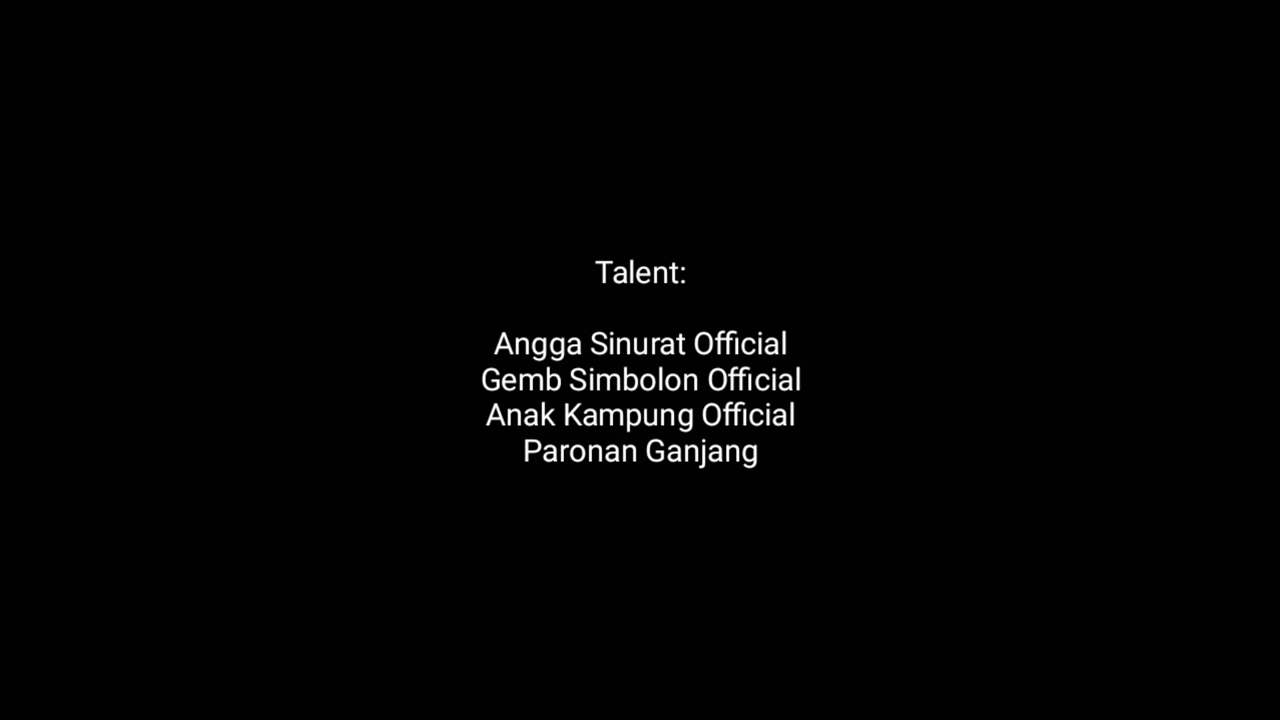 Talent:
Angga Sinurat Official
Gemb Simbolon Official
Anak Kampung Official
Paronan Ganjang